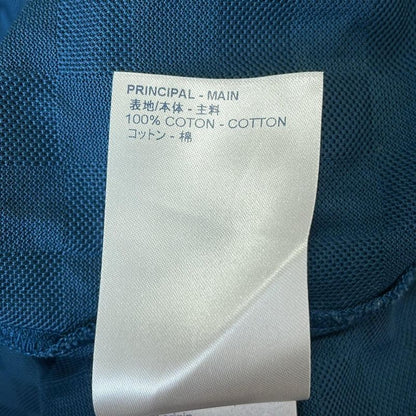 PRINCIPAL - MAIN
表地/本体 - 主料
100% COTON - COTTON
コットン - 棉